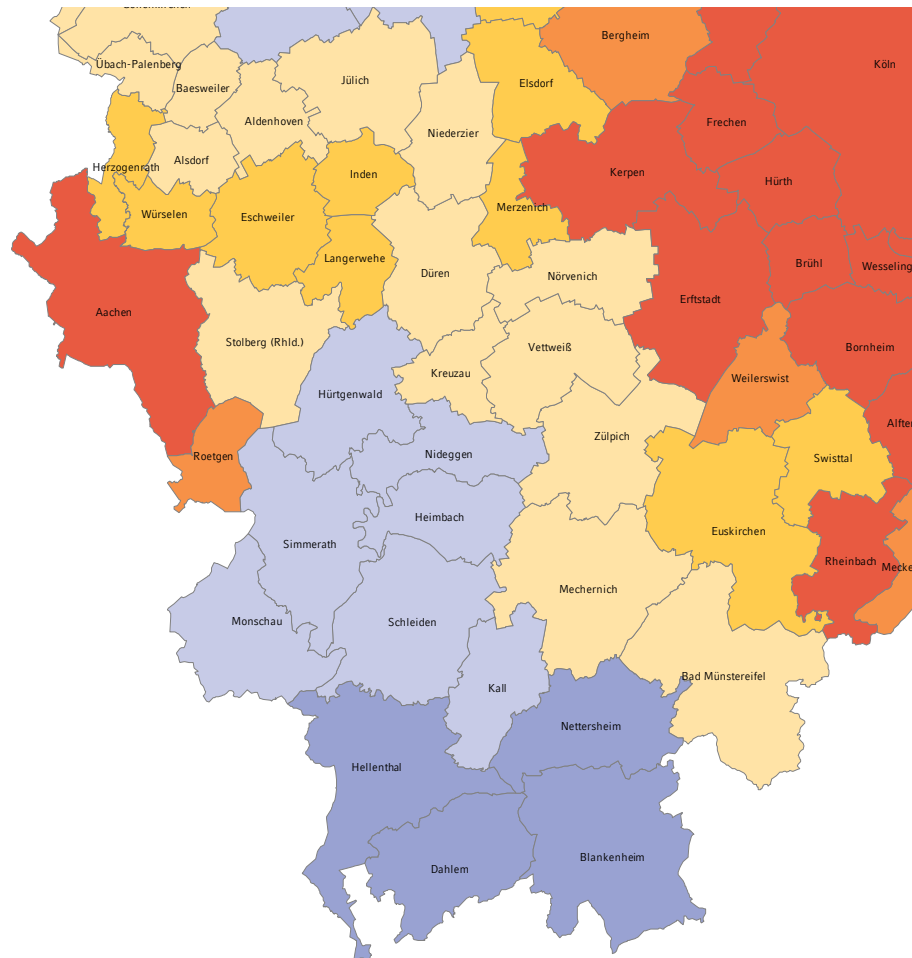 Bergheim
Köln
Übach-Palenberg
Jülich
Baesweiler
Elsdorf
Aldenhoven
Frechen
Niederzier
Alsdorf
Herzogenrath
Inden
Kerpen
Hürth
Würselen
Eschweiler
Merzenich
Langerwehe
Düren
Nörvenich
Brühl
Wesseling
Erftstadt
Aachen
Stolberg (Rhld.)
Vettweiß
Bornheim
Kreuzau
Weilerswist
Hürtgenwald
Alfter
Zülpich
Roetgen
Nideggen
Swisttal
Heimbach
Euskirchen
Simmerath
Rheinbach
Mecke
Mechernich
Monschau
Schleiden
Bad Münstereifel
Kall
Nettersheim
Hellenthal
Blankenheim
Dahlem